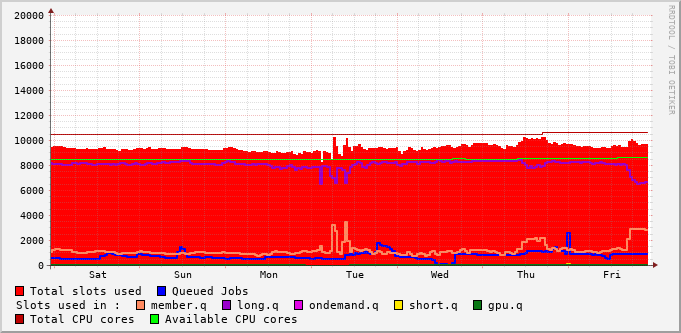 20000
18000
16000
14000
12000
10000
8000
6000
4000
2000
0
Sat Sun Mon Tue Wed Thu Fri
RRDTOOL / TOBI OETIKER
Total slots used Queued Jobs
Slots used in : member.q long.q ondemand.q short.q gpu.q
Total CPU cores Available CPU cores